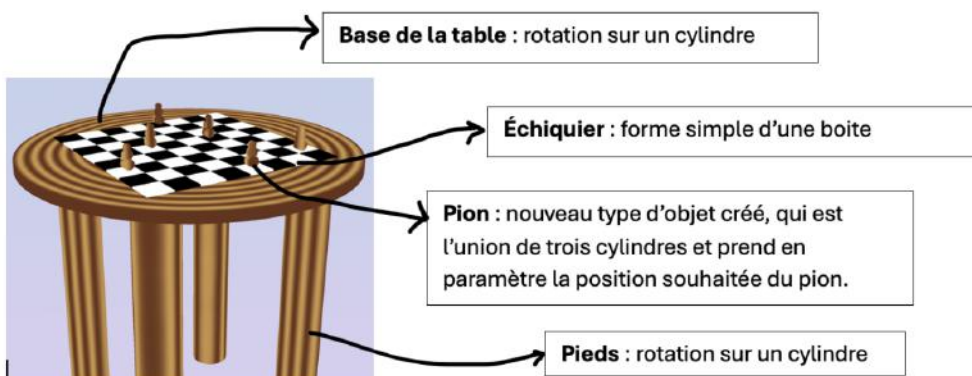 Base de la table : rotation sur un cylindre
Échiquier : forme simple d’une boite
Pion : nouveau type d’objet créé, qui est
l’union de trois cylindres et prend en
paramètre la position souhaitée du pion.
Pieds : rotation sur un cylindre